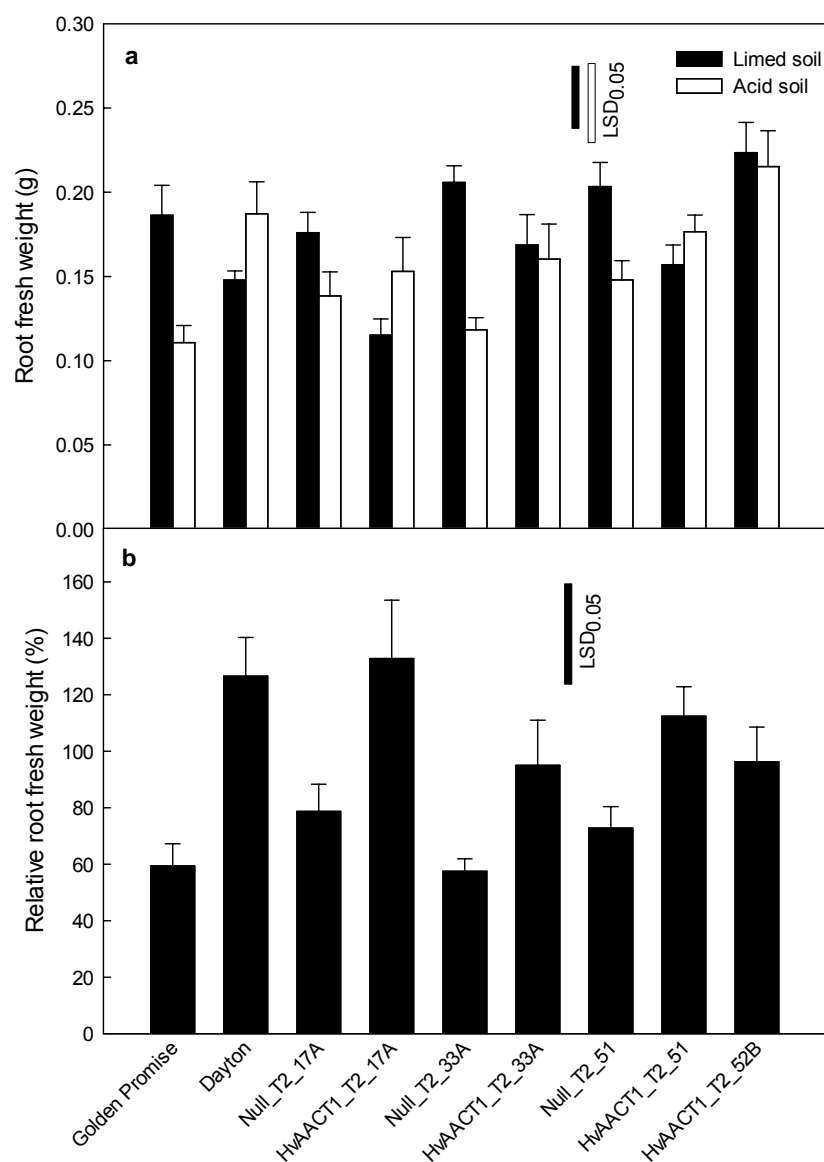 a
Limed soil
Acid soil
LSD0.05
Root fresh weight (g)
0.30
0.25
0.20
0.15
0.10
0.05
0.00
b
LSD0.05
Relative root fresh weight (%)
160
140
120
100
80
60
40
20
0
Golden Promise
Dayton
Null_T2_17A
HvAACT1_T2_17A
Null_T2_33A
HvAACT1_T2_33A
Null_T2_51
HvAACT1_T2_51
HvAACT1_T2_52B